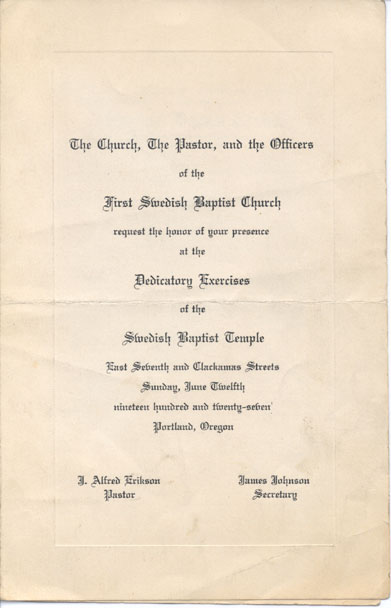 The Church, The Pastor, and the Officers
of the
First Swedish Baptist Church
request the honor of your presence
at the
Dedicatory Exercises
of the
Swedish Baptist Temple
East Seventh and Clackamas Streets
Sunday, June Twelfth
nineteen hundred and twenty-seven
Portland, Oregon
J. Alfred Erikson
Pastor
James Johnson
Secretary